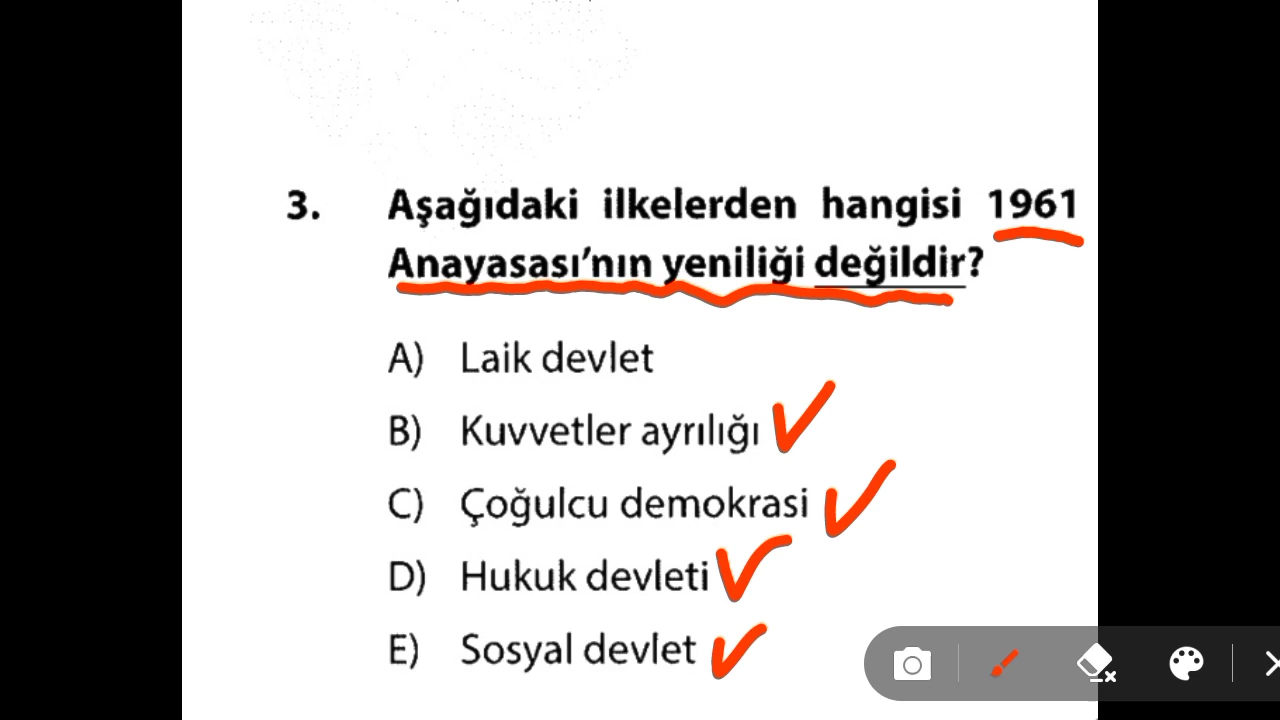 3. Aşağıdaki ilkelerden hangisi 1961
Anayasası'nın yeniliği değildir?
A) Laik devlet
B) Kuvvetler ayrılığı
C) Çoğulcu demokrasi
D) Hukuk devleti
E) Sosyal devlet